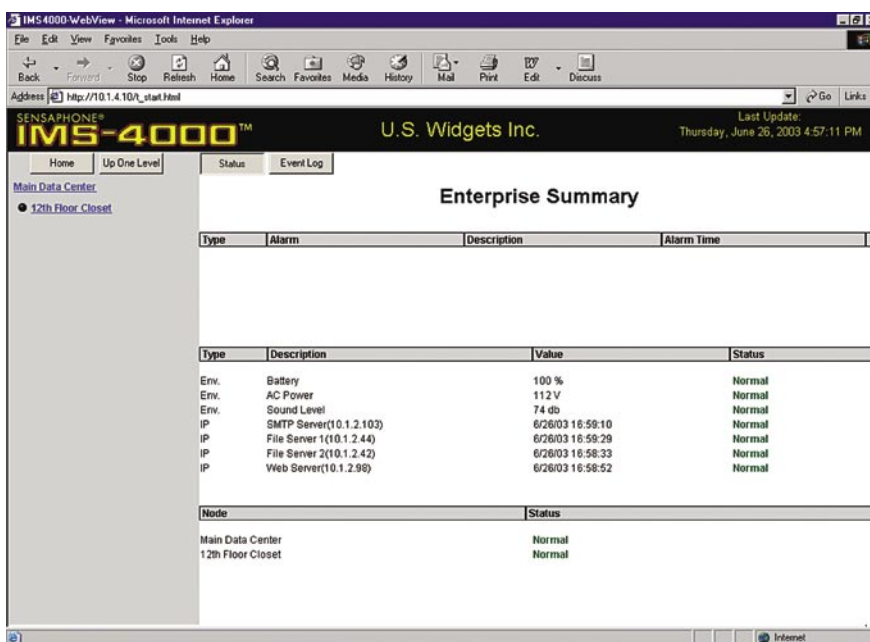 IMS4000-WebView - Microsoft Internet Explorer
File Edit View Favorites Tools Help
Back Forward Stop Refresh Home Search Favorites Media History Mail Print Edit Discuss
Address http://10.1.4.10/t_start.html Go Links
SENSAPHONE®
IMS-4000™
U.S. Widgets Inc.
Last Update:
Thursday, June 26, 2003 4:57:11 PM
Home Up One Level Status Event Log
Main Data Center
12th Floor Closet
Enterprise Summary
Type Alarm Description Alarm Time
Type Description Value Status
Env. Battery 100 % Normal
Env. AC Power 112 V Normal
Env. Sound Level 74 db Normal
IP SMTP Server(10.1.2.103) 6/26/03 16:59:10 Normal
IP File Server 1(10.1.2.44) 6/26/03 16:59:29 Normal
IP File Server 2(10.1.2.42) 6/26/03 16:58:33 Normal
IP Web Server(10.1.2.98) 6/26/03 16:58:52 Normal
Node Status
Main Data Center Normal
12th Floor Closet Normal
Internet